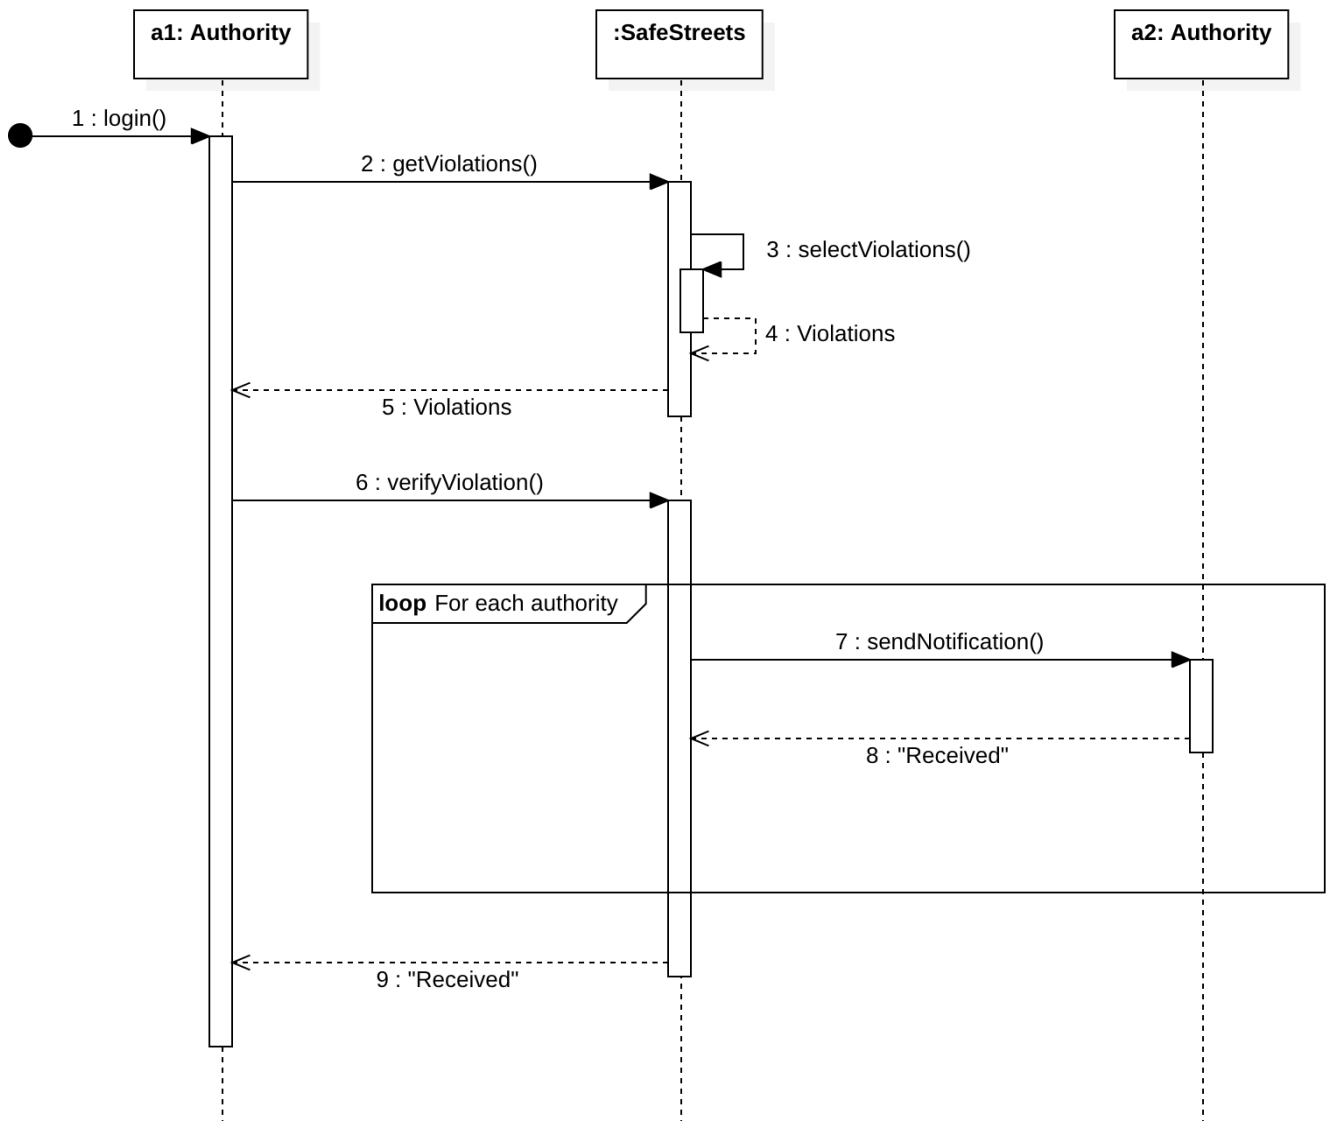 a1: Authority
:SafeStreets
a2: Authority
1 : login()
2 : getViolations()
3 : selectViolations()
4 : Violations
5 : Violations
6 : verifyViolation()
loop For each authority
7 : sendNotification()
8 : "Received"
9 : "Received"